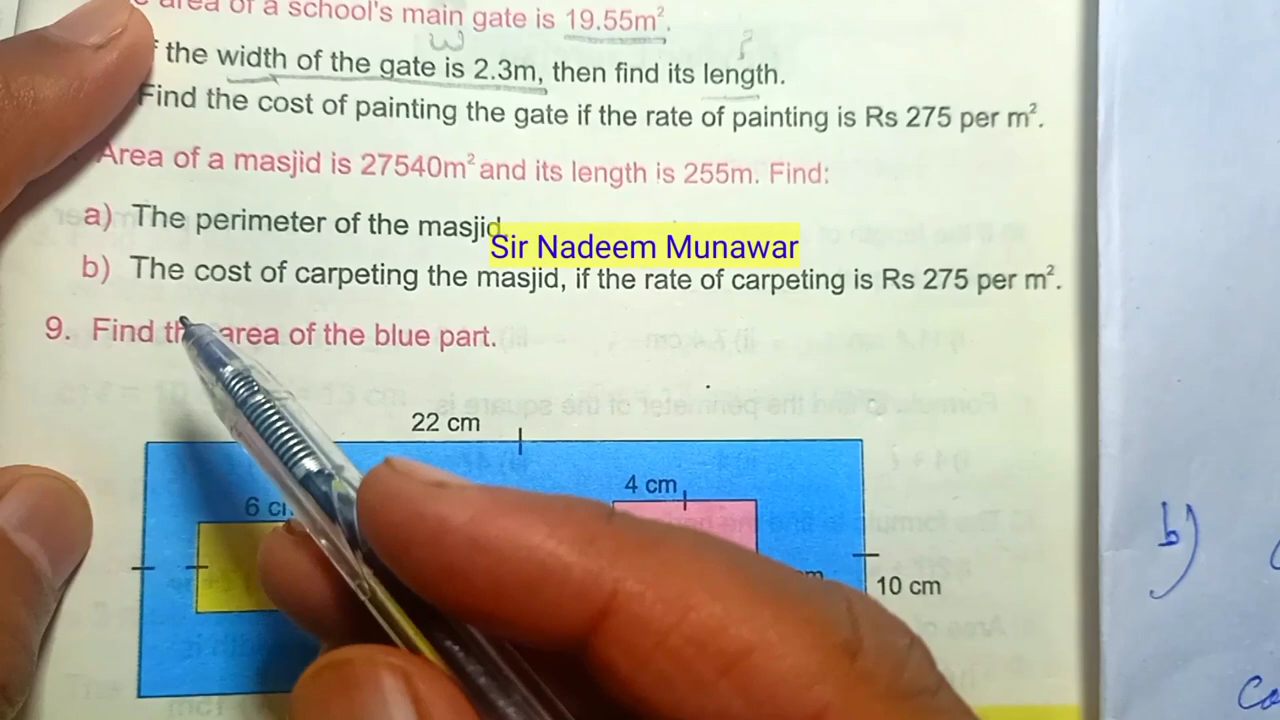 area of a school's main gate is 19.55m².
w
the width of the gate is 2.3m, then find its length.
Find the cost of painting the gate if the rate of painting is Rs 275 per m².
Area of a masjid is 27540m² and its length is 255m. Find:
a) The perimeter of the masjid.
Sir Nadeem Munawar
b) The cost of carpeting the masjid, if the rate of carpeting is Rs 275 per m².
9. Find area of the blue part.
22 cm
4 cm
6
10 cm
b)